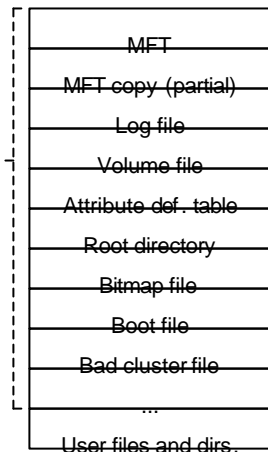 MFT
MFT copy (partial)
Log file
Volume file
Attribute def. table
Root directory
Bitmap file
Boot file
Bad cluster file
...
User files and dirs.